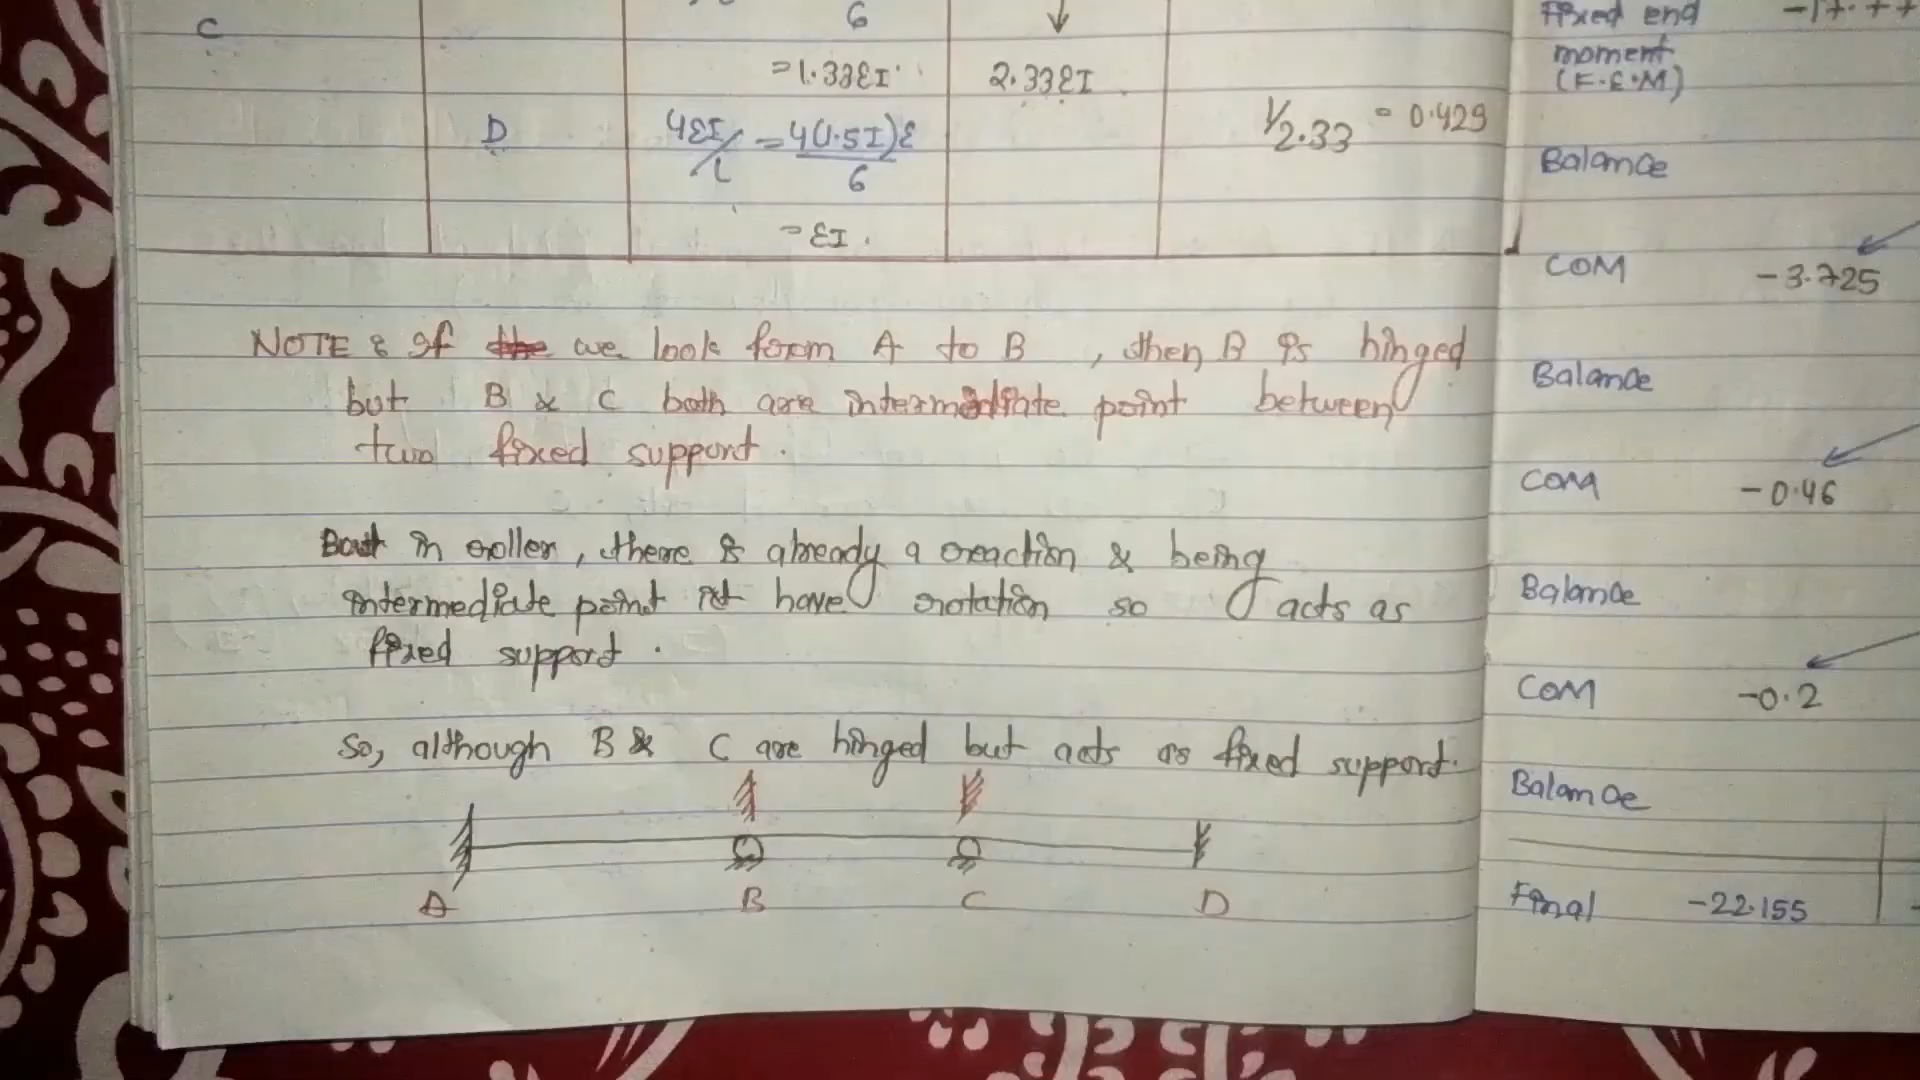 C
6
=1.33EI
2.33EI
D
4EI/L = 4(1.5I)E
6
1/2.33 = 0.429
=EI.
NOTE : If the we look form A to B , then B is hinged
but B & C both are intermediate point between
two fixed support.
But in roller, there is already a reaction & being
intermediate point it have rotation so acts as
fixed support.
So, although B & C are hinged but acts as fixed support.
A B C D
Fixed end
moment
(F.E.M)
Balance
COM -3.725
Balance
COM -0.46
Balance
COM -0.2
Balance
Final -22.155